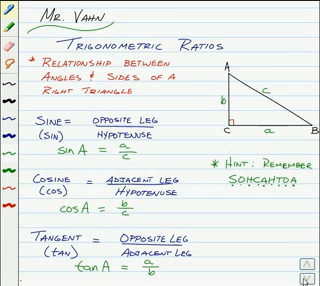 Mr. Vahn
Trigonometric Ratios
* Relationship between
Angles & Sides of a
Right Triangle
A
b
c
C
a
B
Sine = Opposite Leg
(sin) Hypotenuse
sin A = a
c
* Hint: Remember
SOHCAHTOA
Cosine = Adjacent Leg
(cos) Hypotenuse
cos A = b
c
Tangent = Opposite Leg
(tan) Adjacent Leg
tan A = a
b